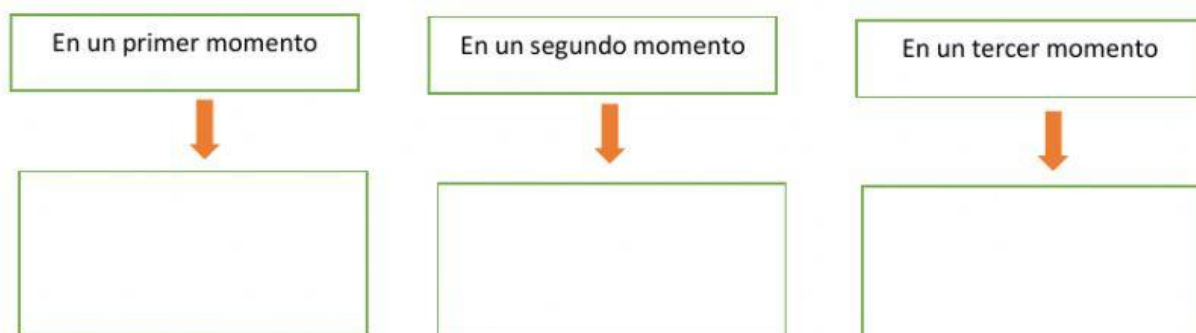 En un primer momento
En un segundo momento
En un tercer momento